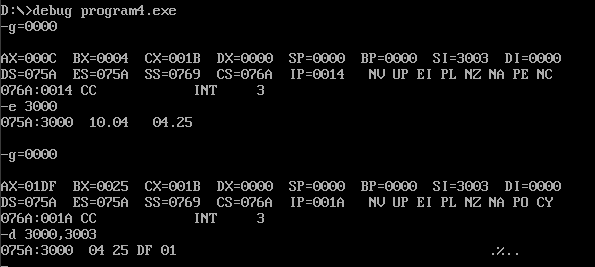 D:\>debug program4.exe
-g=0000
AX=000C BX=0004 CX=001B DX=0000 SP=0000 BP=0000 SI=3003 DI=0000
DS=075A ES=075A SS=0769 CS=076A IP=0014 NV UP EI PL NZ NA PE NC
076A:0014 CC INT 3
-e 3000
075A:3000 10.04 04.25
-g=0000
AX=01DF BX=0025 CX=001B DX=0000 SP=0000 BP=0000 SI=3003 DI=0000
DS=075A ES=075A SS=0769 CS=076A IP=001A NV UP EI PL NZ NA PO CY
076A:001A CC INT 3
-d 3000,3003
075A:3000 04 25 DF 01 .%..
-